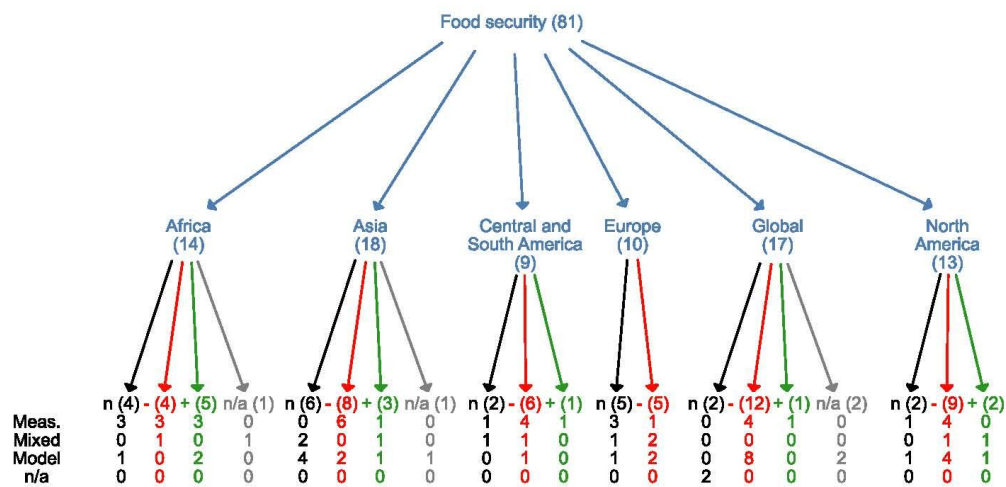 Food security (81)
Africa
(14)
Asia
(18)
Central and
South America
(9)
Europe
(10)
Global
(17)
North
America
(13)
n (4) - (4) + (5) n/a (1) n (6) - (8) + (3) n/a (1) n (2) - (6) + (1) n (5) - (5) n (2) - (12) + (1) n/a (2) n (2) - (9) + (2)
Meas. 3 3 3 0 0 6 1 0 1 4 1 3 1 0 4 1 0 1 4 0
Mixed 0 1 0 1 2 0 1 0 1 1 0 1 2 0 0 0 0 0 1 1
Model 1 0 2 0 4 2 1 1 0 1 0 1 2 0 8 0 2 1 4 1
n/a 0 0 0 0 0 0 0 0 0 0 0 0 0 2 0 0 0 0 0 0